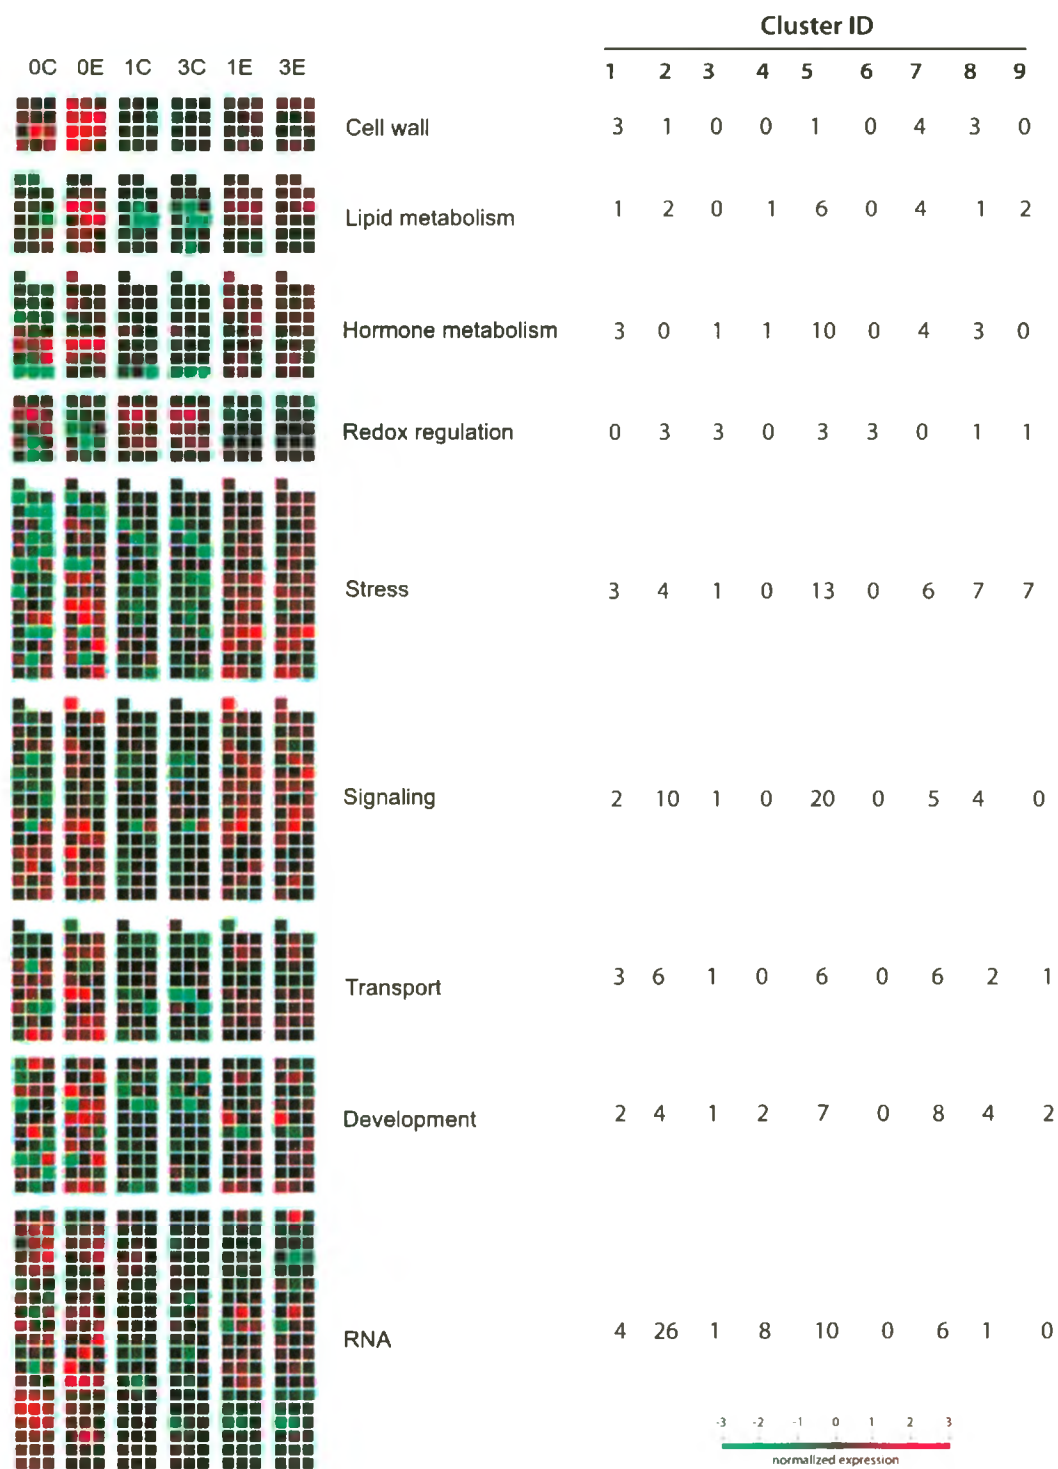 Cluster ID
0C 0E 1C 3C 1E 3E 1 2 3 4 5 6 7 8 9
Cell wall 3 1 0 0 1 0 4 3 0
Lipid metabolism 1 2 0 1 6 0 4 1 2
Hormone metabolism 3 0 1 1 10 0 4 3 0
Redox regulation 0 3 3 0 3 3 0 1 1
Stress 3 4 1 0 13 0 6 7 7
Signaling 2 10 1 0 20 0 5 4 0
Transport 3 6 1 0 6 0 6 2 1
Development 2 4 1 2 7 0 8 4 2
RNA 4 26 1 8 10 0 6 1 0
-3 -2 -1 0 1 2 3
normalized expression